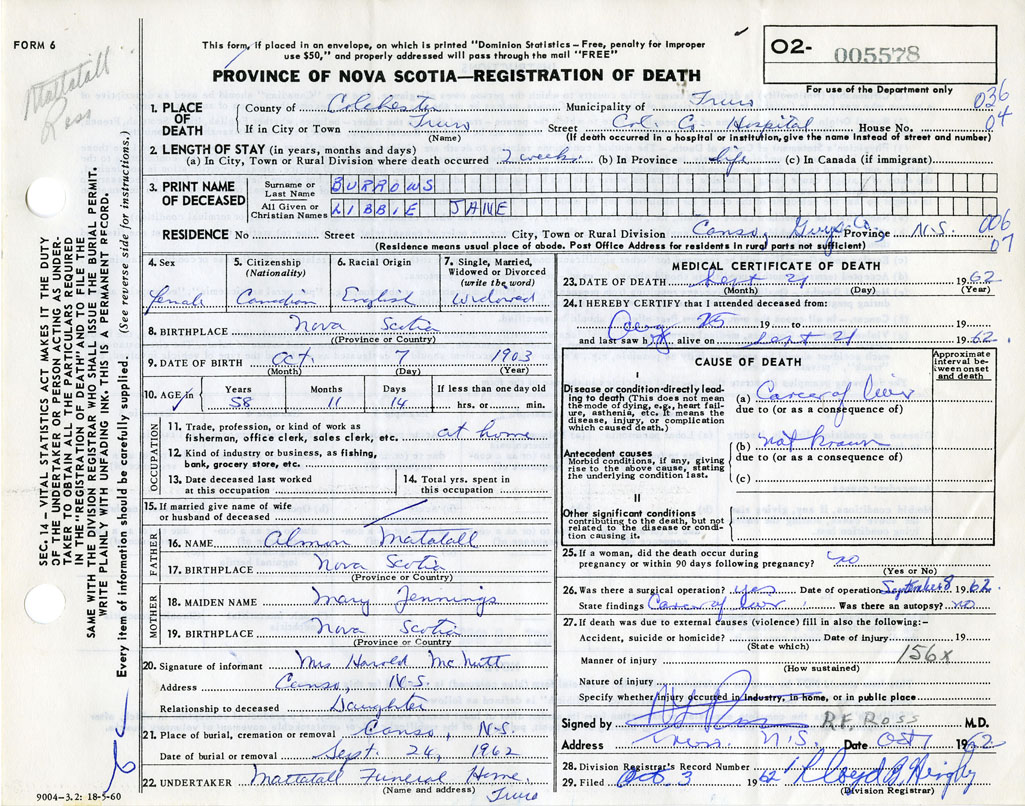 FORM 6
Mattatall
Ross
This form, if placed in an envelope, on which is printed "Dominion Statistics – Free, penalty for improper
use $50," and properly addressed will pass through the mail "FREE"
PROVINCE OF NOVA SCOTIA—REGISTRATION OF DEATH
O2- 005578
For use of the Department only
036
04
1. PLACE OF DEATH
County of Colchester Municipality of Truro
If in City or Town Truro Street Col. Co. Hospital House No.
(Name) (If death occurred in a hospital or institution, give the name instead of street and number)
2. LENGTH OF STAY (in years, months and days)
(a) In City, Town or Rural Division where death occurred 2 weeks. (b) In Province life (c) In Canada (if immigrant)
3. PRINT NAME OF DECEASED
Surname or Last Name BURROWS
All Given or Christian Names LIBBIE JANE
RESIDENCE No Street City, Town or Rural Division Canso, Guys. Co. Province N.S.
(Residence means usual place of abode. Post Office Address for residents in rural parts not sufficient)
006
07
4. Sex 5. Citizenship (Nationality) 6. Racial Origin 7. Single, Married, Widowed or Divorced (write the word)
female Canadian English Widowed
8. BIRTHPLACE Nova Scotia
((Province or Country)
9. DATE OF BIRTH Oct. 7 1903
(Month) (Day) (Year)
10. AGE in Years Months Days If less than one day old
58 11 14 hrs. or min.
OCCUPATION
11. Trade, profession, or kind of work as
fisherman, office clerk, sales clerk, etc. at home
12. Kind of industry or business, as fishing,
bank, grocery store, etc.
13. Date deceased last worked at this occupation 14. Total yrs. spent in this occupation
15. If married give name of wife
or husband of deceased
FATHER
16. NAME Almon Matatall
17. BIRTHPLACE Nova Scotia
(Province or Country)
MOTHER
18. MAIDEN NAME Mary Jennings
19. BIRTHPLACE Nova Scotia
(Province or Country
20. Signature of informant Mrs. Harold McNutt
Address Canso, N.S.
Relationship to deceased Daughter
21. Place of burial, cremation or removal Canso, N.S.
Date of burial or removal Sept. 24, 1962
22. UNDERTAKER Mattatall Funeral Home.
(Name and address) Truro
MEDICAL CERTIFICATE OF DEATH
23. DATE OF DEATH Sept 21 1962
(Month) (Day) (Year)
24. I HEREBY CERTIFY that I attended deceased from:
Aug 25 19 to 19
and last saw h er alive on Sept 21 1962.
CAUSE OF DEATH
Approximate interval between onset and death
I
Disease or condition directly leading to death (This does not
mean the mode of dying, e.g., heart failure, asthenia, etc. It means the
disease, injury, or complication
which caused death.)
(a) Cancer of liver
due to (or as a consequence of)
Antecedent causes
Morbid conditions, if any, giving
rise to the above cause, stating
the underlying condition last.
(b) not known
due to (or as a consequence of)
(c)
II
Other significant conditions
contributing to the death, but not
related to the disease or condition causing it.
25. If a woman, did the death occur during
pregnancy or within 90 days following pregnancy? no
(Yes or No)
26. Was there a surgical operation? yes Date of operation September 8 1962
State findings Cancer of liver Was there an autopsy? no
27. If death was due to external causes (violence) fill in also the following:-
Accident, suicide or homicide? Date of injury 19
(State which)
Manner of injury 156X
(How sustained)
Nature of injury
Specify whether injury occurred in industry, in home, or in public place
Signed by R.F. ROSS M.D.
Address Truro. N.S. Date Oct 1 1962
28. Division Registrar's Record Number
29. Filed Oct. 3 1962
(Division Registrar)
SEC. 14 – VITAL STATISTICS ACT MAKES IT THE DUTY
OF THE UNDERTAKER OR PERSON ACTING AS UNDERTAKER TO OBTAIN ALL THE PARTICULARS REQUIRED
IN THE "REGISTRATION OF DEATH" AND TO FILE THE
SAME WITH THE DIVISION REGISTRAR WHO SHALL ISSUE THE BURIAL PERMIT.
WRITE PLAINLY WITH UNFADING INK. THIS IS A PERMANENT RECORD.
Every item of information should be carefully supplied (See reverse side for instructions.)
9004-3.2: 18-5-60